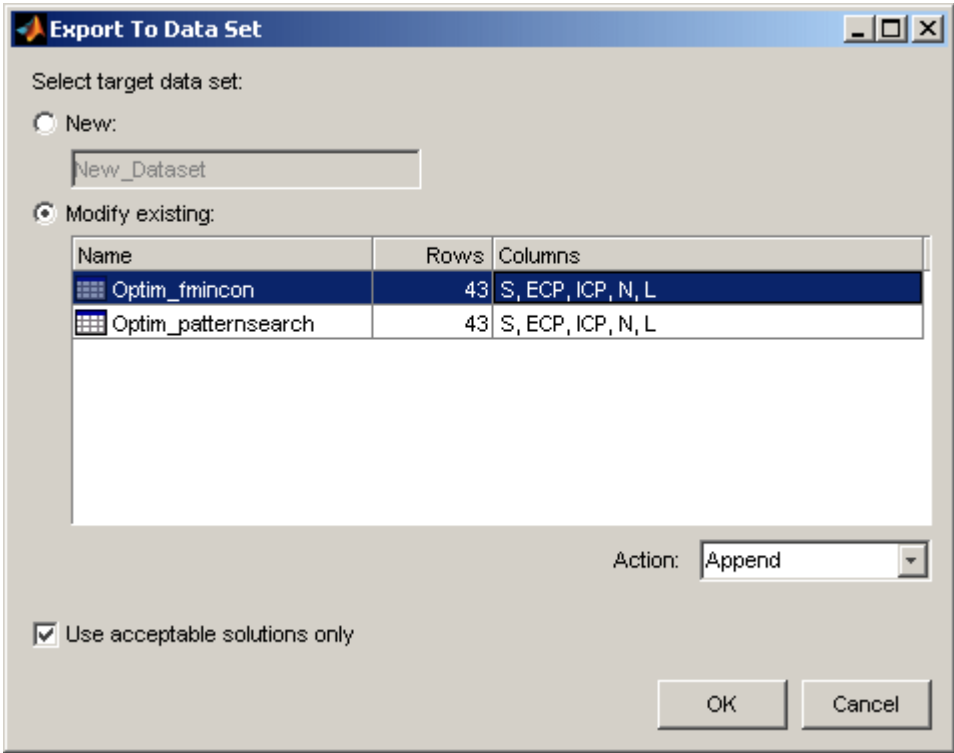 Export To Data Set
Select target data set:
New:
New_Dataset
Modify existing:
Name Rows Columns
Optim_fmincon 43 S, ECP, ICP, N, L
Optim_patternsearch 43 S, ECP, ICP, N, L
Action: Append
Use acceptable solutions only
OK Cancel